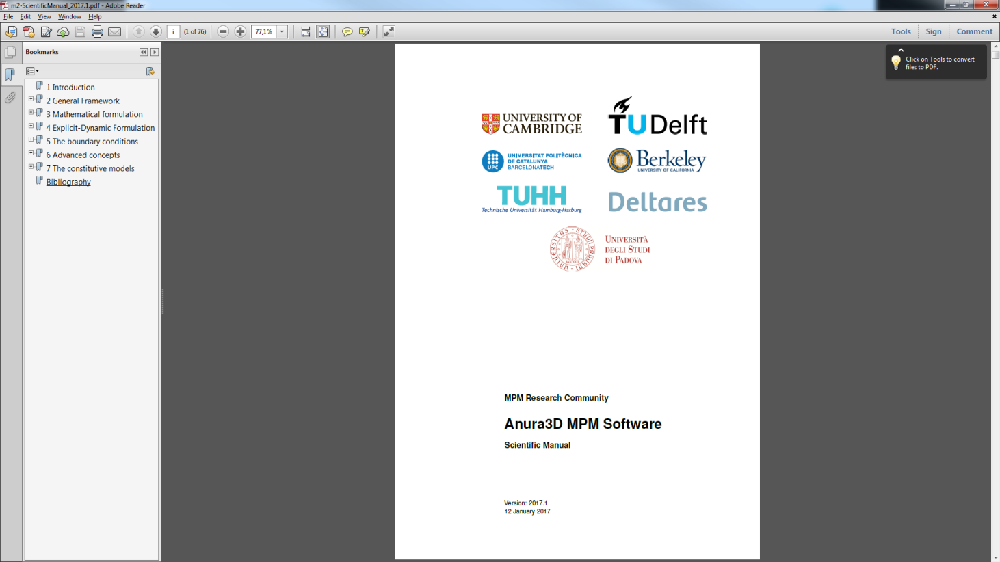 m2-ScientificManual_2017.1.pdf - Adobe Reader
File Edit View Window Help
i (1 of 76) 77,1% Tools Sign Comment
Bookmarks
Click on Tools to convert
files to PDF.
1 Introduction
2 General Framework
3 Mathematical formulation
4 Explicit-Dynamic Formulation
5 The boundary conditions
6 Advanced concepts
7 The constitutive models
Bibliography
UNIVERSITY OF
CAMBRIDGE
TUDelft
UPC
UNIVERSITAT POLITÈCNICA
DE CATALUNYA
BARCELONATECH
Berkeley
UNIVERSITY OF CALIFORNIA
TUHH
Technische Universität Hamburg-Harburg
Deltares
UNIVERSITÀ
DEGLI STUDI
DI PADOVA
MPM Research Community
Anura3D MPM Software
Scientific Manual
Version: 2017.1
12 January 2017